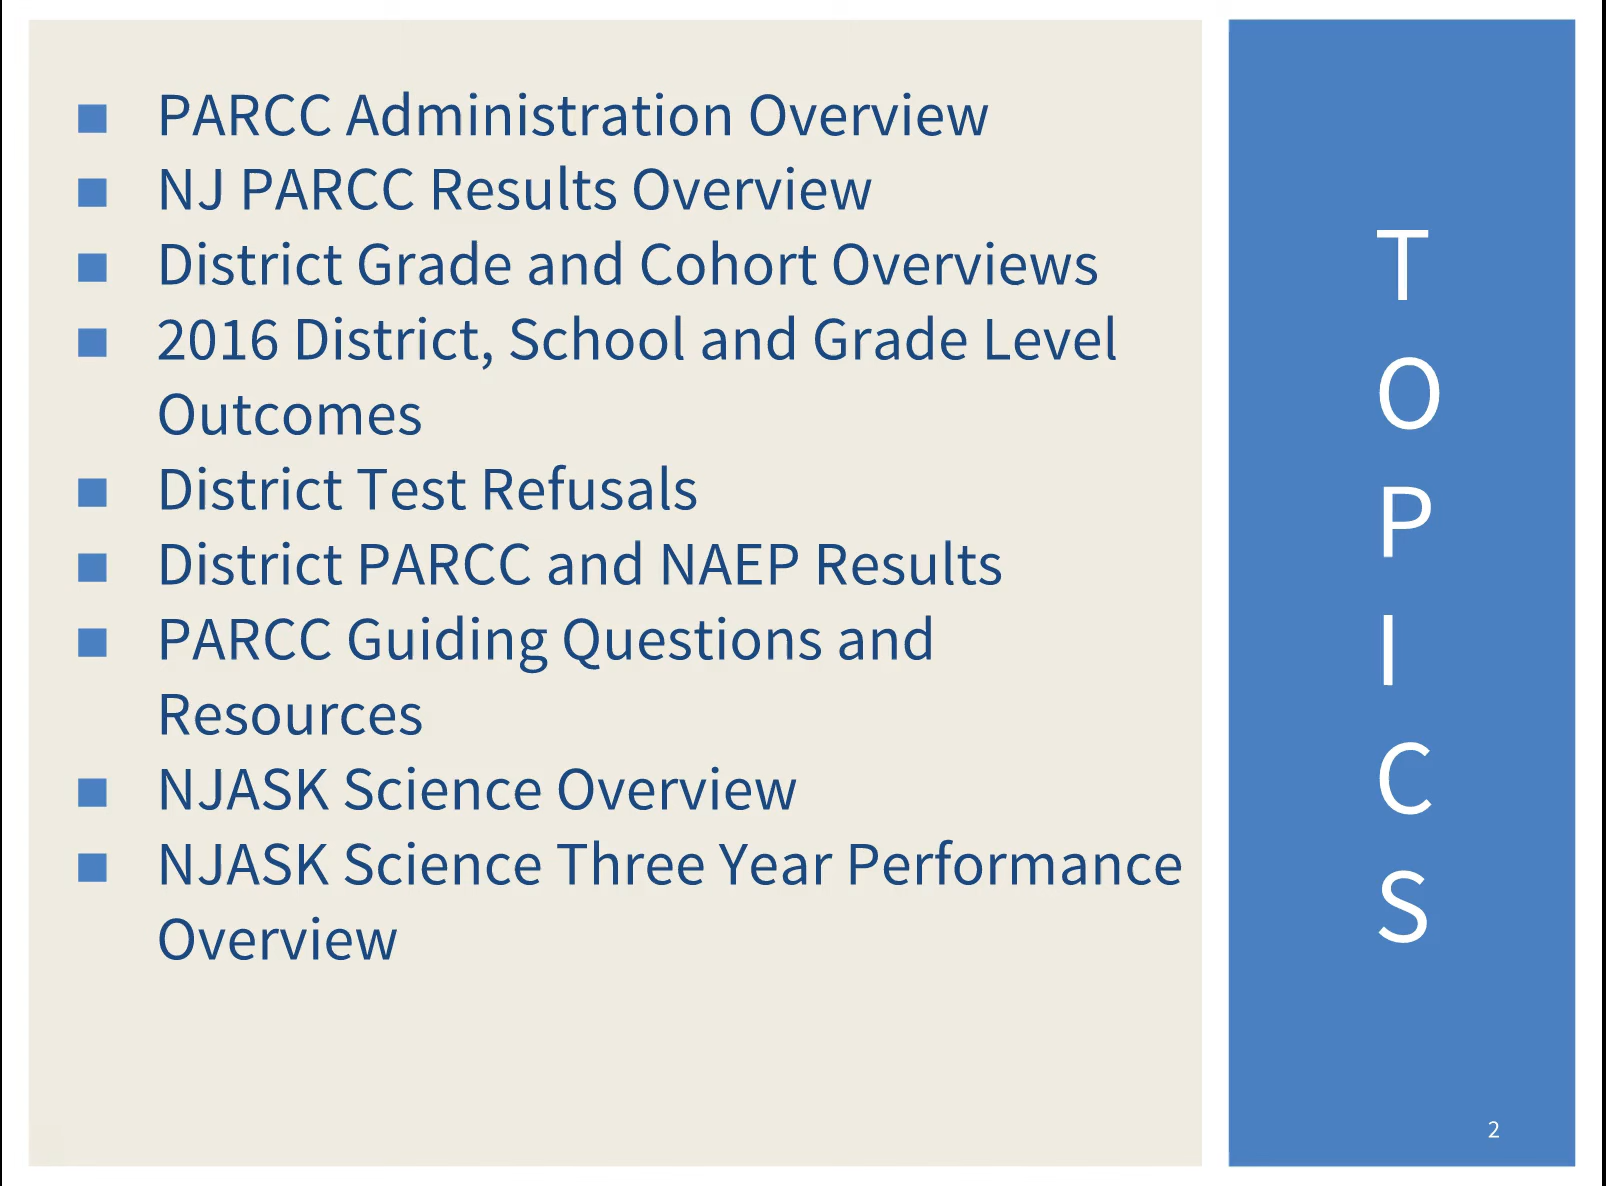 ■ PARCC Administration Overview
■ NJ PARCC Results Overview
■ District Grade and Cohort Overviews
■ 2016 District, School and Grade Level
Outcomes
■ District Test Refusals
■ District PARCC and NAEP Results
■ PARCC Guiding Questions and
Resources
■ NJASK Science Overview
■ NJASK Science Three Year Performance
Overview
T
O
P
I
C
S
2